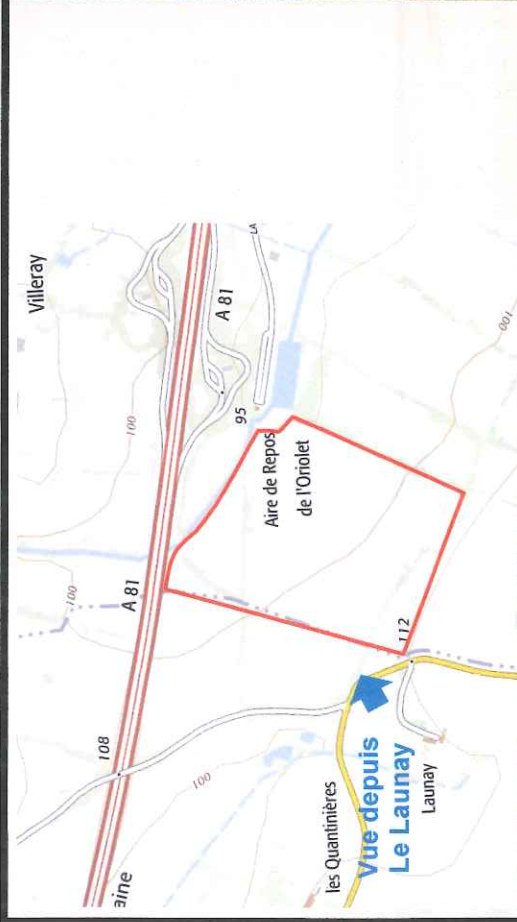 Villeray
100
A 81
LA
95
Aire de Repos
de l'Oriolet
100
A 81
100
112
108
100
aine
les Quantinières
Vue depuis
Le Launay
Launay